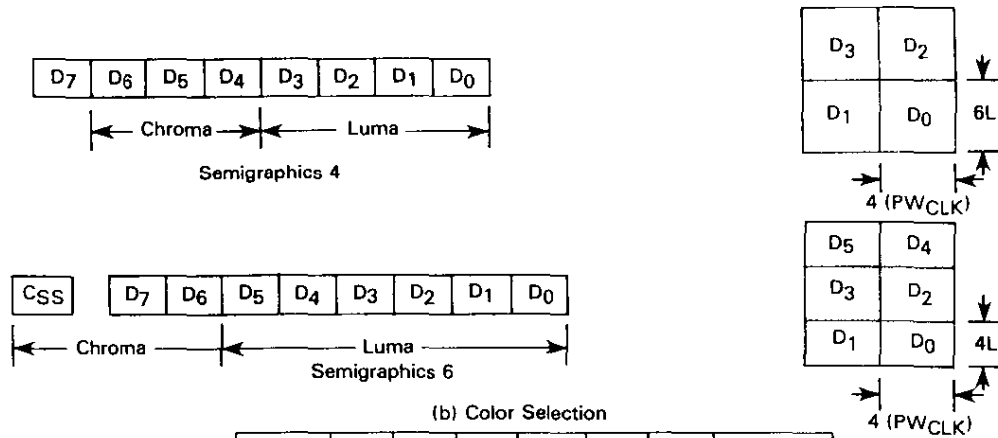 D7 D6 D5 D4 D3 D2 D1 D0
Chroma Luma
Semigraphics 4
D3 D2
D1 D0
6L
4 (PWCLK)
CSS D7 D6 D5 D4 D3 D2 D1 D0
Chroma Luma
Semigraphics 6
D5 D4
D3 D2
D1 D0
4L
4 (PWCLK)
(b) Color Selection